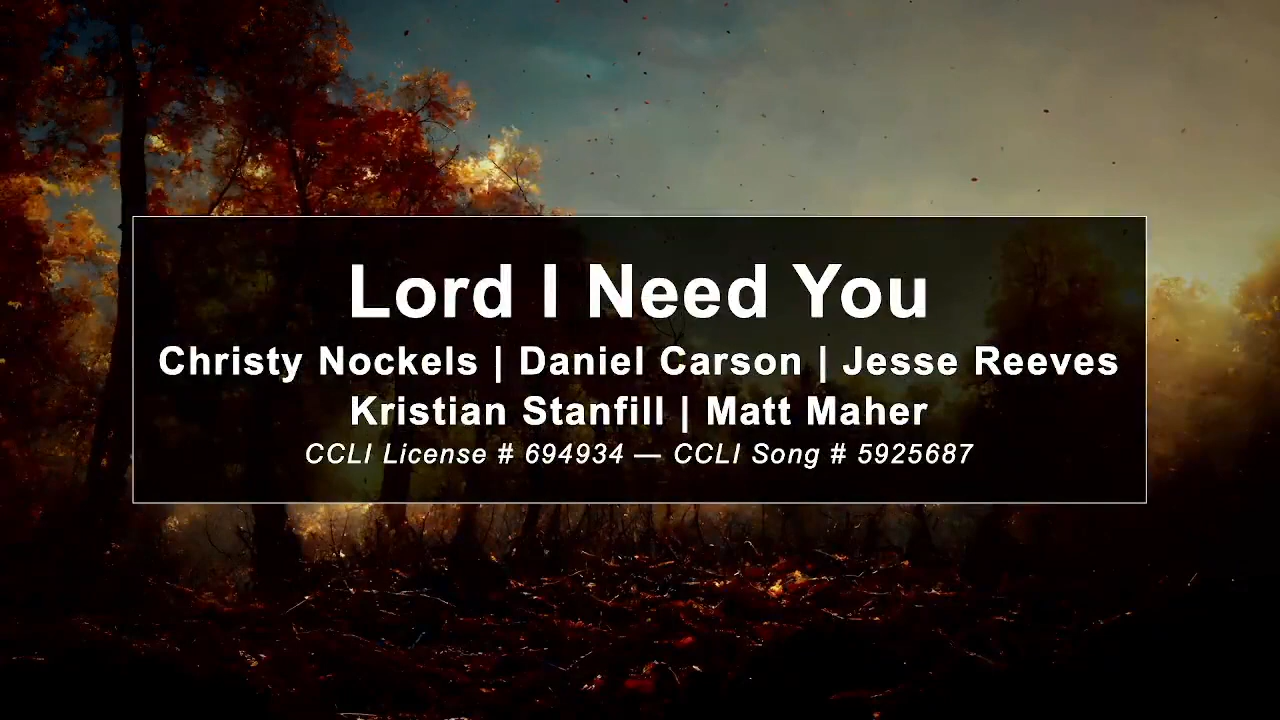 Lord I Need You
Christy Nockels | Daniel Carson | Jesse Reeves
Kristian Stanfill | Matt Maher
CCLI License # 694934 — CCLI Song # 5925687